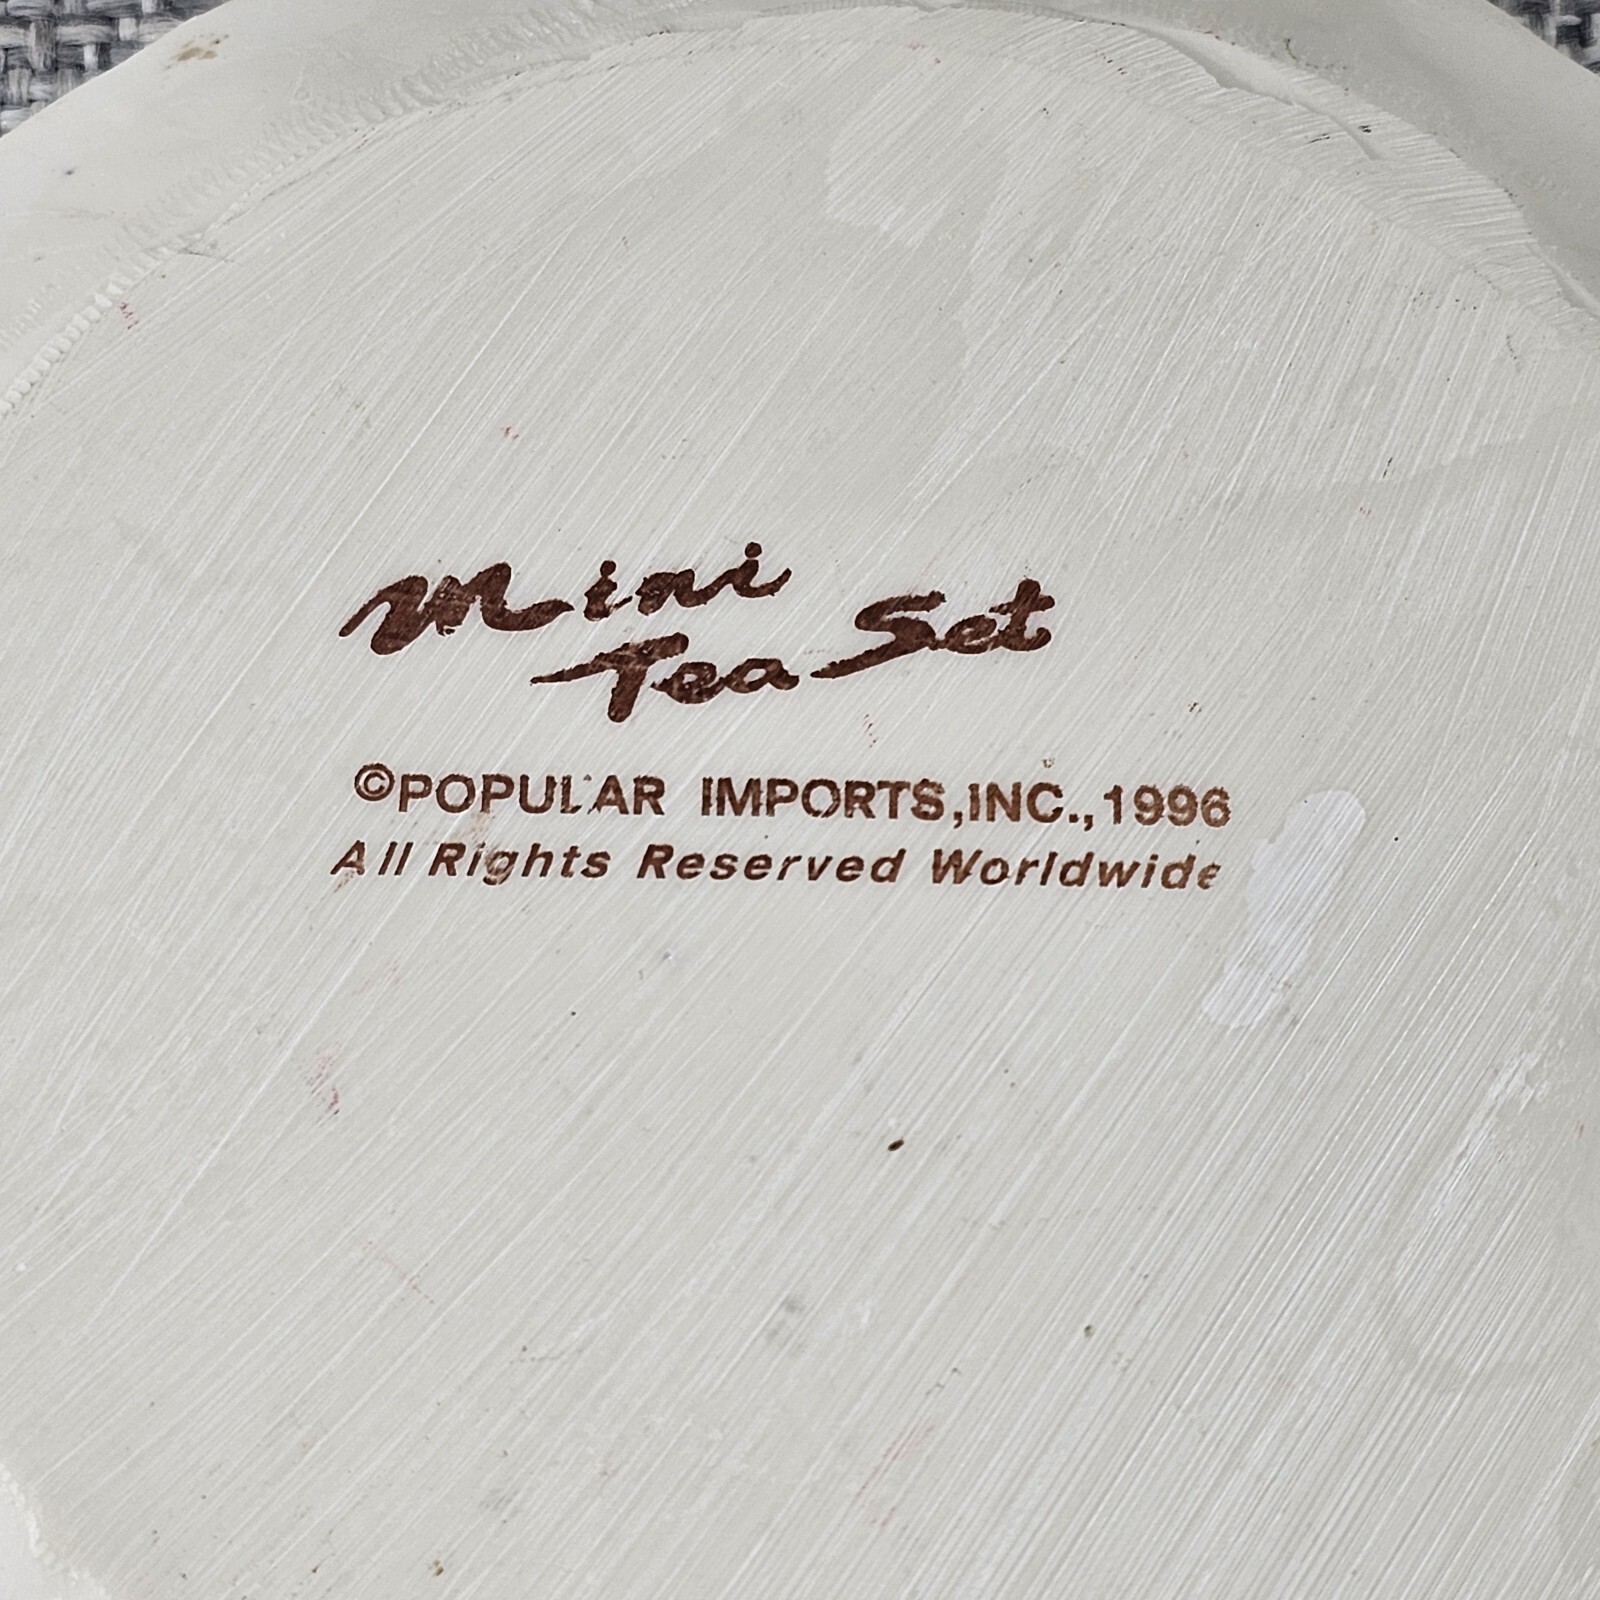 Mini
Tea Set
©POPULAR IMPORTS,INC.,1996
All Rights Reserved Worldwide